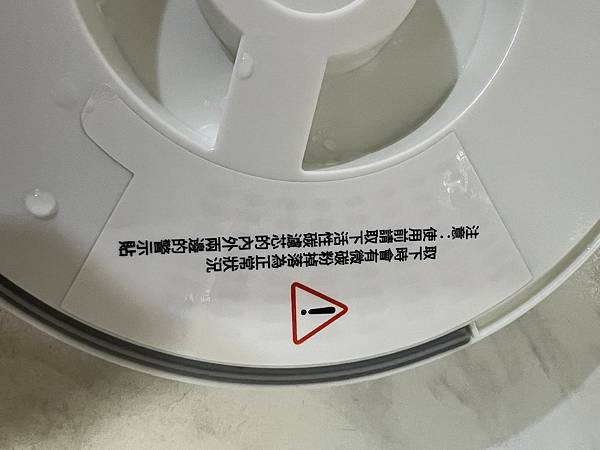 注意：使用前請取下活性碳濾芯的內外兩邊的警示貼
取下時會有微碳粉掉落為正常狀況